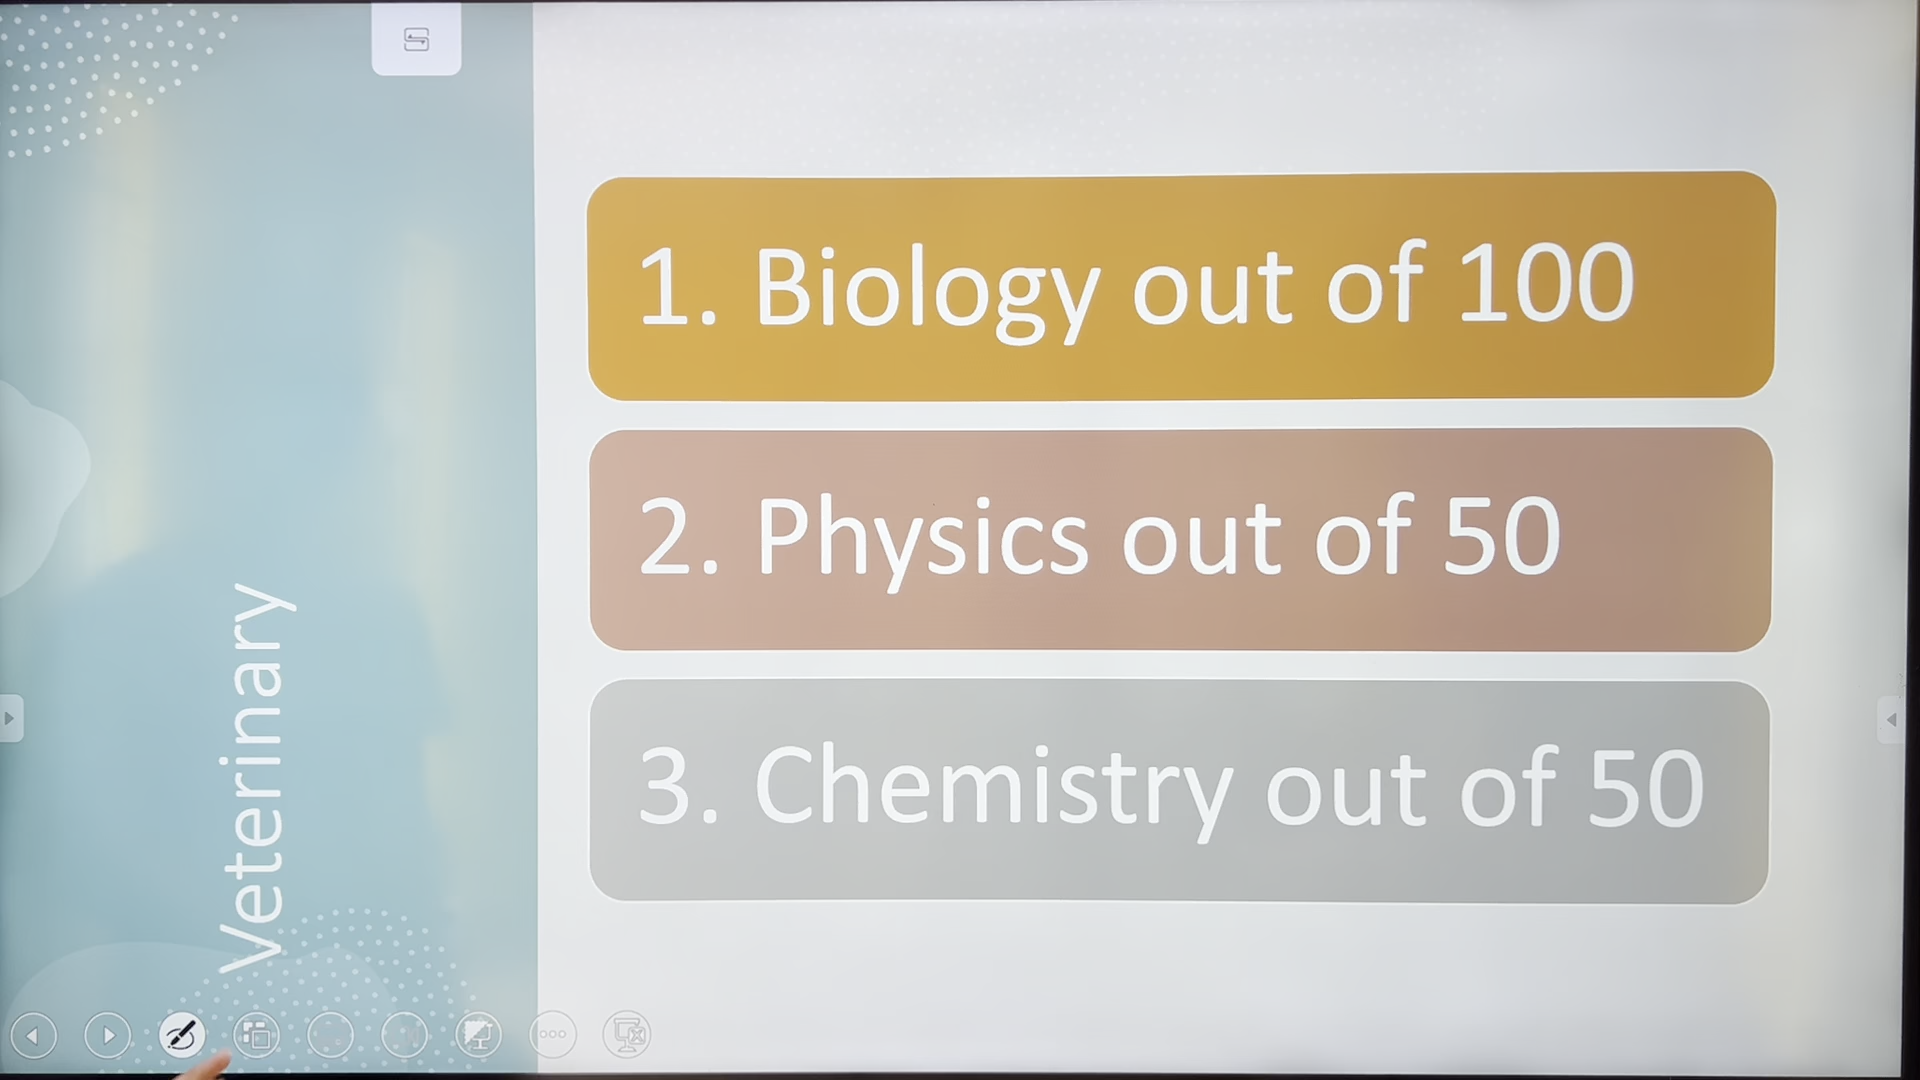 Veterinary
1. Biology out of 100
2. Physics out of 50
3. Chemistry out of 50